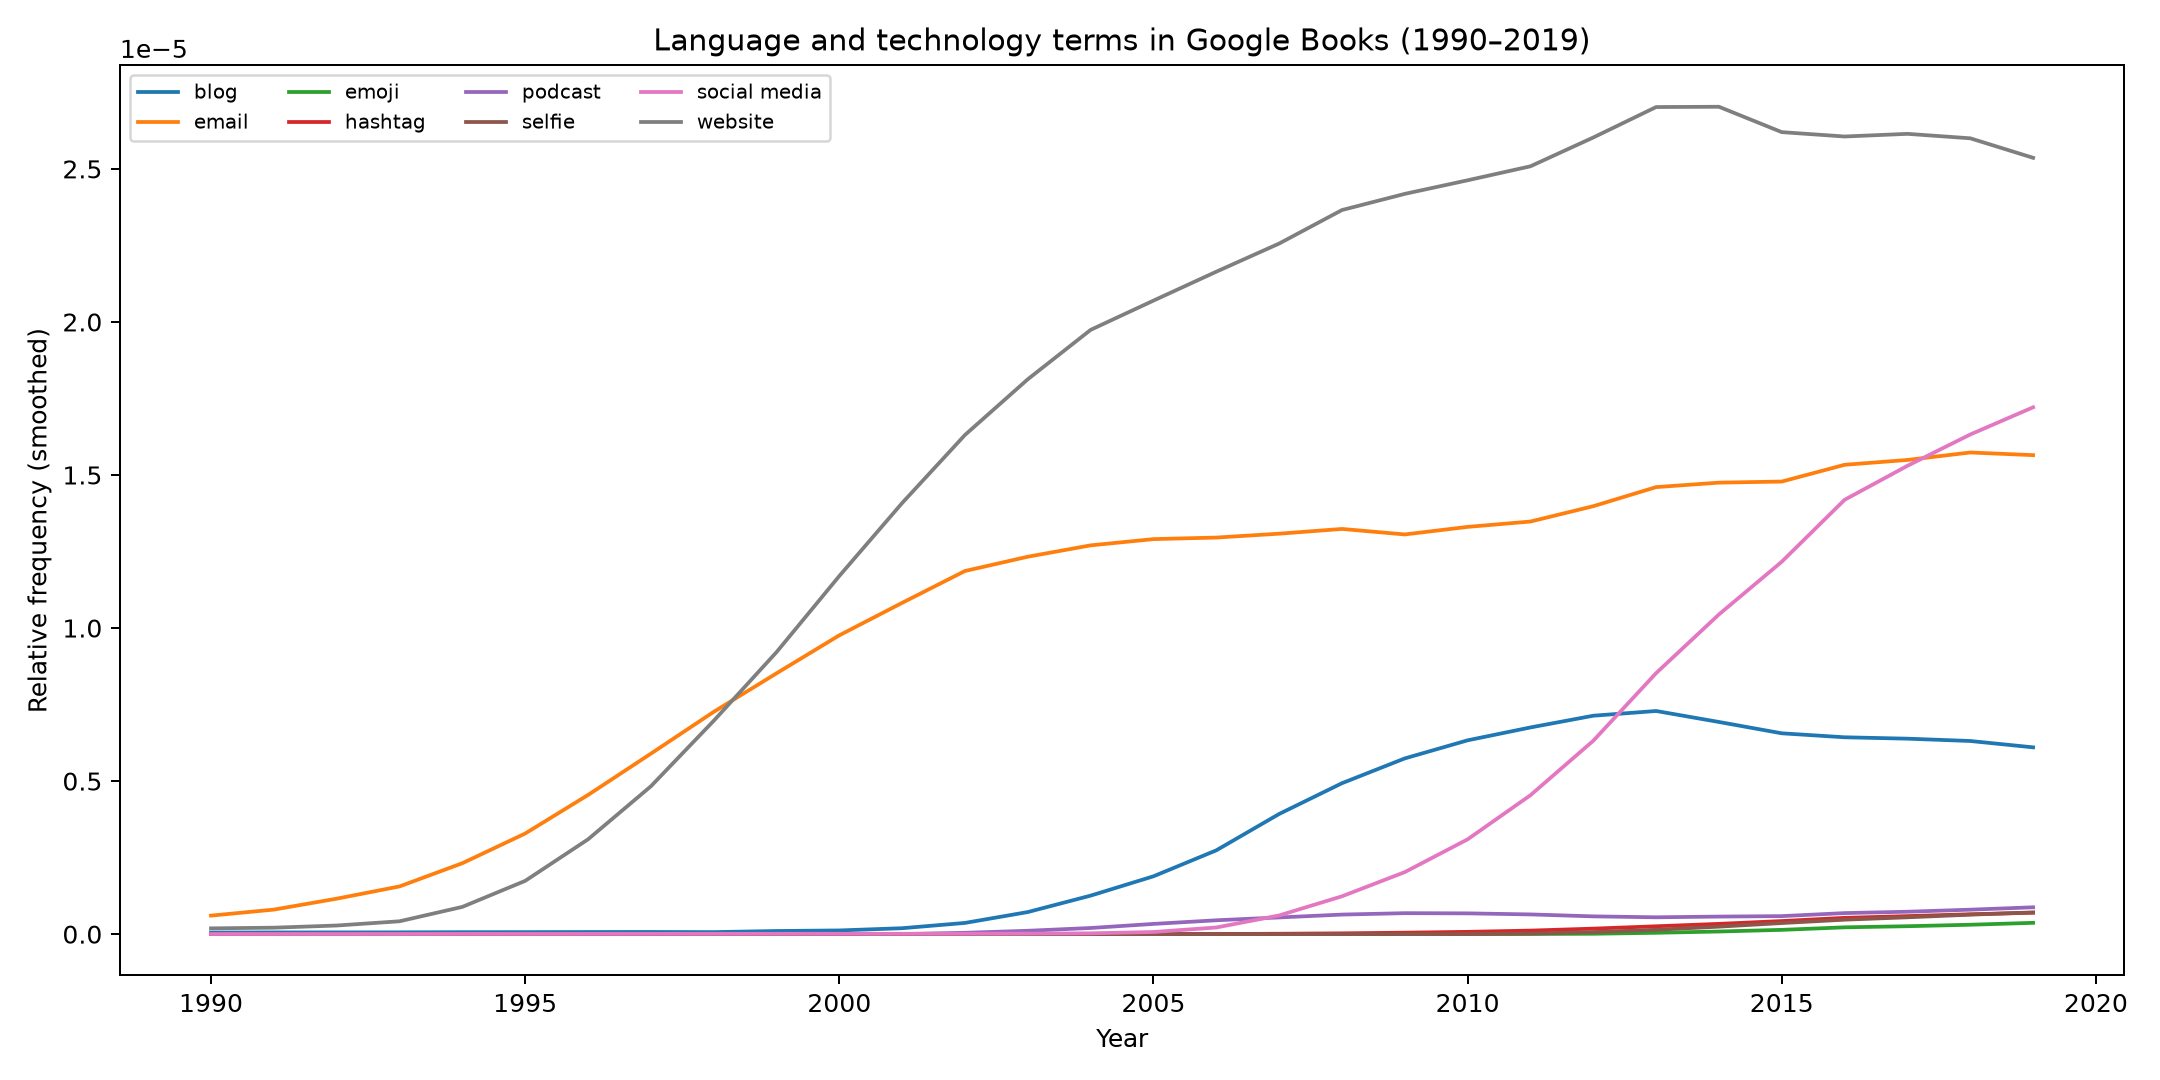 Language and technology terms in Google Books (1990–2019)
1e−5
blog emoji podcast social media
email hashtag selfie website
2.5
2.0
1.5
1.0
0.5
0.0
Relative frequency (smoothed)
1990 1995 2000 2005 2010 2015 2020
Year